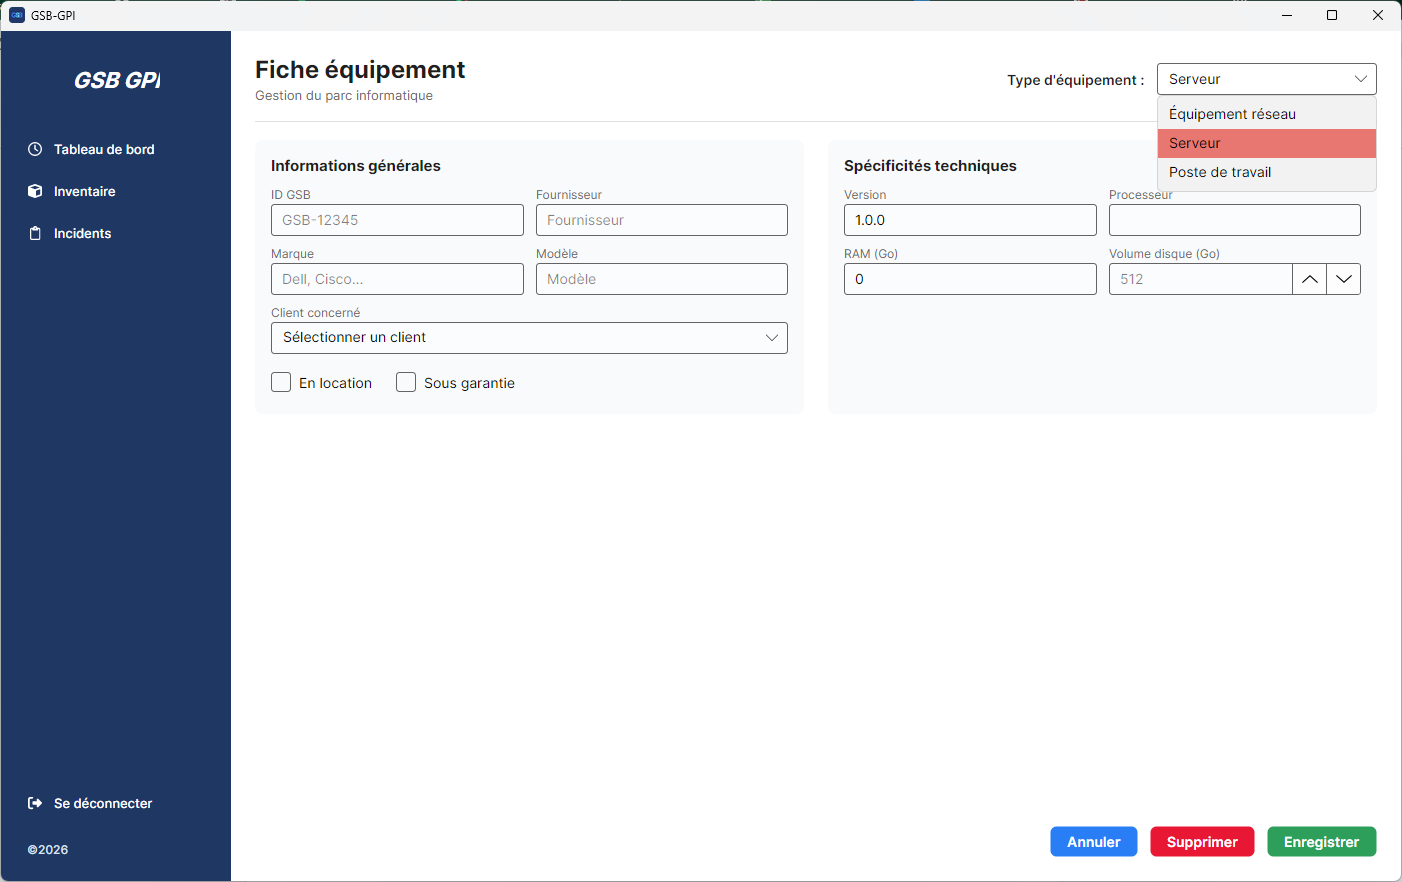 GSB-GPI
GSB GPI
Tableau de bord
Inventaire
Incidents
Se déconnecter
©2026
Fiche équipement
Gestion du parc informatique
Type d'équipement :
Serveur
Équipement réseau
Serveur
Poste de travail
Informations générales
ID GSB
Fournisseur
GSB-12345
Fournisseur
Marque
Modèle
Dell, Cisco...
Modèle
Client concerné
Sélectionner un client
En location
Sous garantie
Spécificités techniques
Version
Processeur
1.0.0
RAM (Go)
Volume disque (Go)
0
512
Annuler
Supprimer
Enregistrer